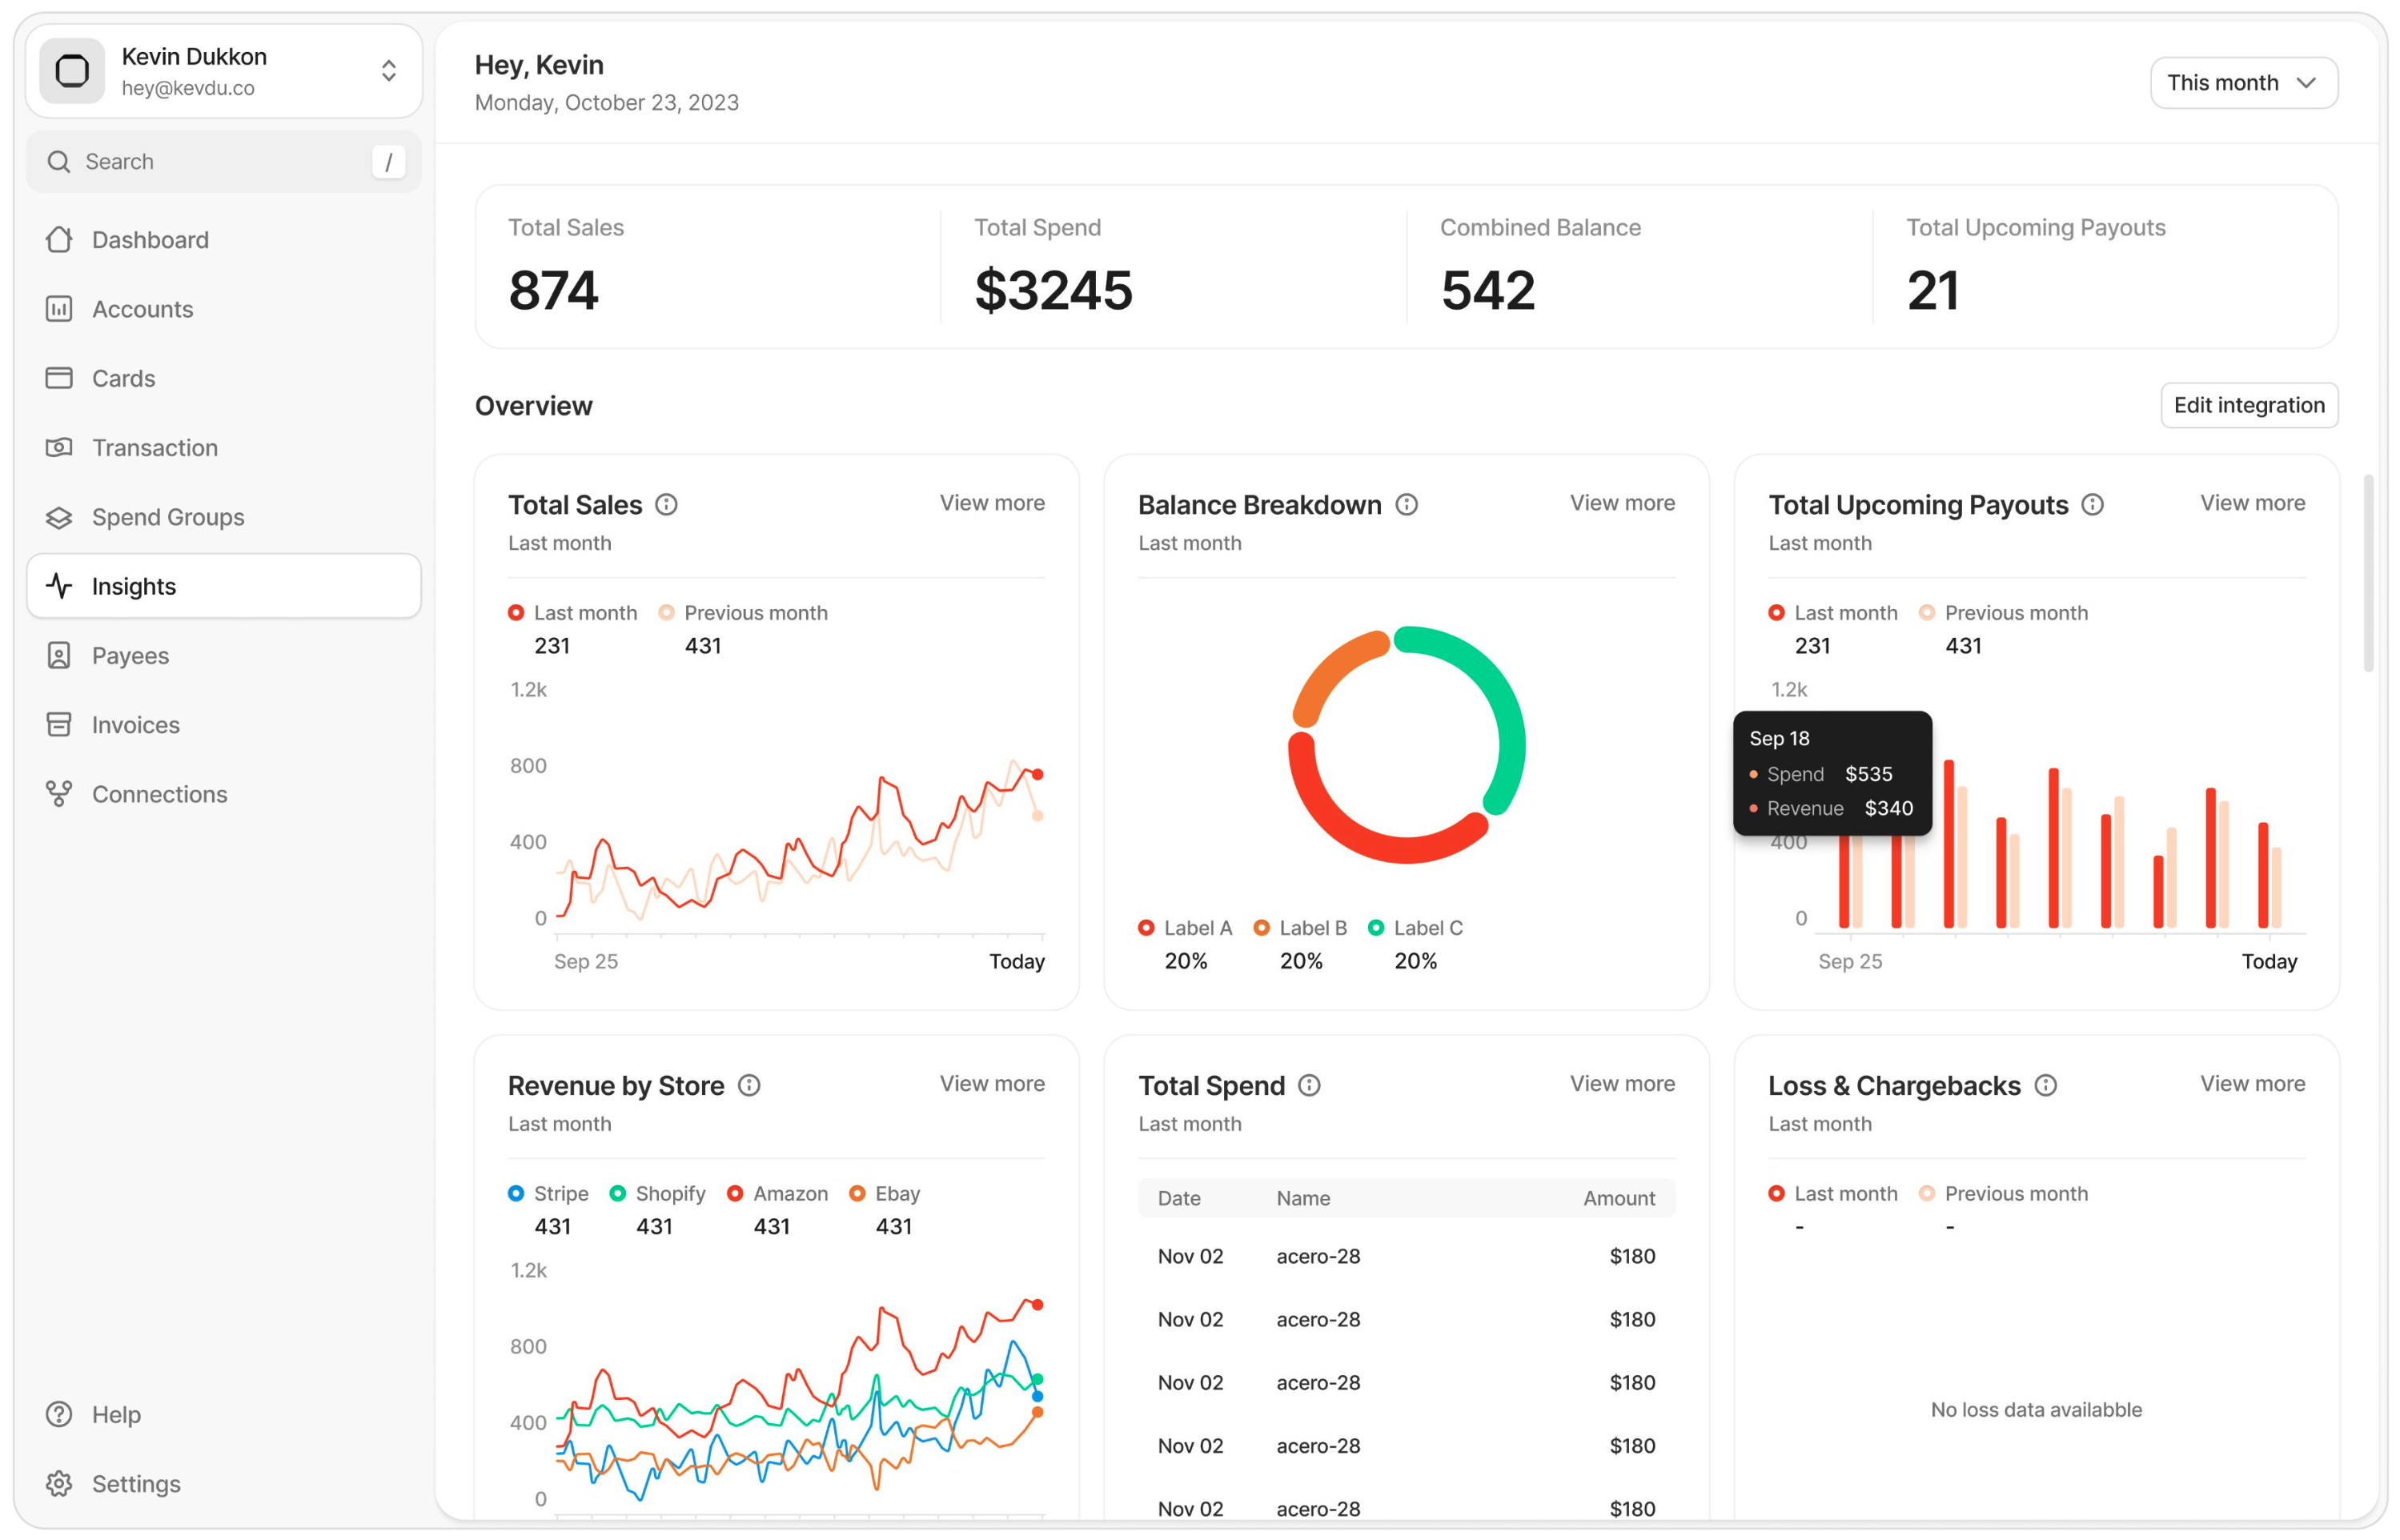 Kevin Dukkon
hey@kevdu.co
Search
/
Dashboard
Accounts
Cards
Transaction
Spend Groups
Insights
Payees
Invoices
Connections
Help
Settings
Hey, Kevin
Monday, October 23, 2023
This month
Total Sales
874
Total Spend
$3245
Combined Balance
542
Total Upcoming Payouts
21
Overview
Edit integration
Total Sales
View more
Last month
Last month Previous month
231 431
1.2k
800
400
0
Sep 25 Today
Balance Breakdown
View more
Last month
Label A Label B Label C
20% 20% 20%
Total Upcoming Payouts
View more
Last month
Last month Previous month
231 431
1.2k
Sep 18
Spend $535
Revenue $340
400
0
Sep 25 Today
Revenue by Store
View more
Last month
Stripe Shopify Amazon Ebay
431 431 431 431
1.2k
800
400
0
Total Spend
View more
Last month
Date Name Amount
Nov 02 acero-28 $180
Nov 02 acero-28 $180
Nov 02 acero-28 $180
Nov 02 acero-28 $180
Nov 02 acero-28 $180
Loss & Chargebacks
View more
Last month
Last month Previous month
- -
No loss data availabble